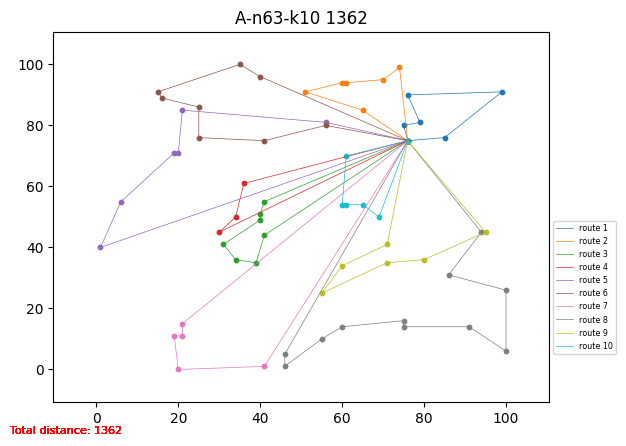 A-n63-k10 1362
100
80
60
40
20
0
0 20 40 60 80 100
route 1
route 2
route 3
route 4
route 5
route 6
route 7
route 8
route 9
route 10
Total distance: 1362